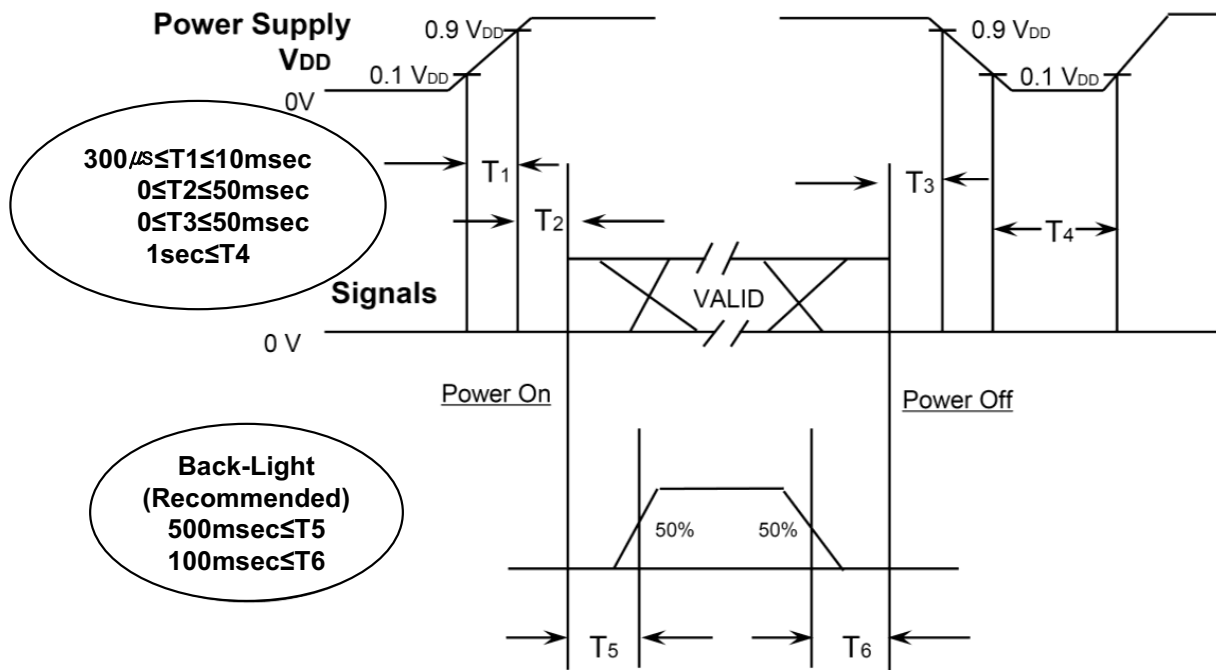 Power Supply
VDD
0.9 VDD
0.1 VDD
0V
0.9 VDD
0.1 VDD
300㎲≤T1≤10msec
0≤T2≤50msec
0≤T3≤50msec
1sec≤T4
T1
T2
T3
T4
Signals
VALID
0 V
Power On
Power Off
Back-Light
(Recommended)
500msec≤T5
100msec≤T6
50%
50%
T5
T6